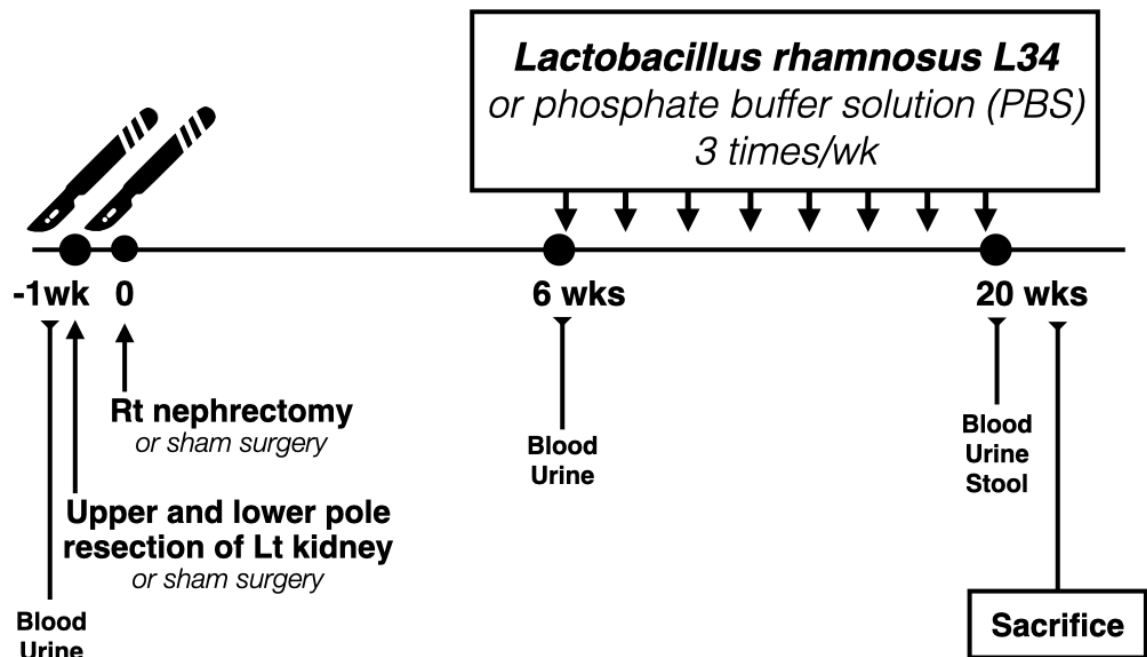 Lactobacillus rhamnosus L34
or phosphate buffer solution (PBS)
3 times/wk
-1wk
0
6 wks
20 wks
Rt nephrectomy
or sham surgery
Upper and lower pole
resection of Lt kidney
or sham surgery
Blood
Urine
Blood
Urine
Blood
Urine
Stool
Sacrifice